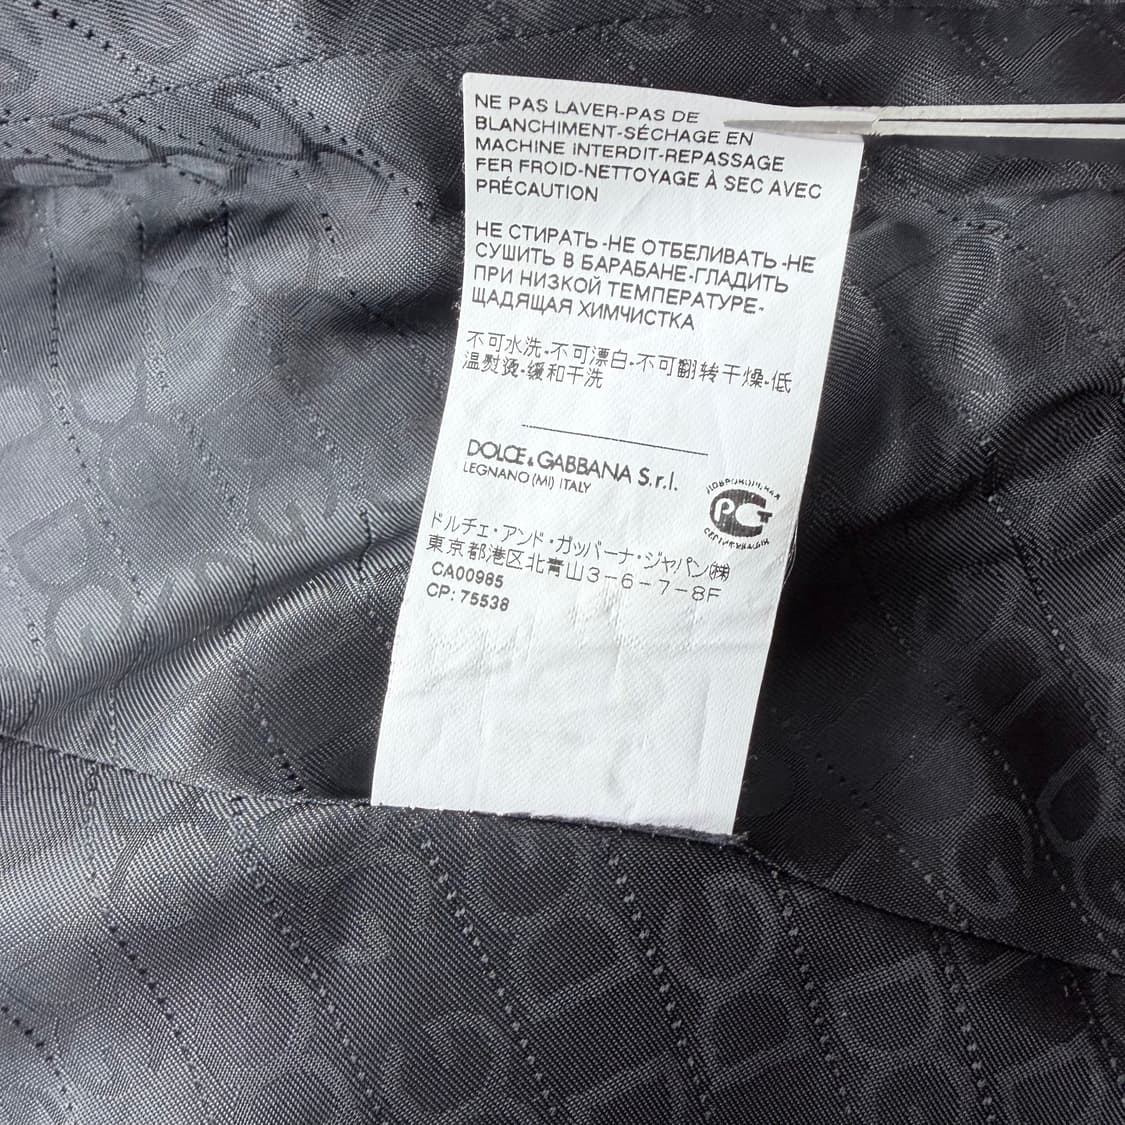 NE PAS LAVER-PAS DE
BLANCHIMENT-SÉCHAGE EN
MACHINE INTERDIT-REPASSAGE
FER FROID-NETTOYAGE À SEC AVEC
PRÉCAUTION
НЕ СТИРАТЬ-НЕ ОТБЕЛИВАТЬ-НЕ
СУШИТЬ В БАРАБАНЕ-ГЛАДИТЬ
ПРИ НИЗКОЙ ТЕМПЕРАТУРЕ-
ЩАДЯЩАЯ ХИМЧИСТКА
不可水洗-不可漂白-不可翻转干燥-低
温熨烫-缓和干洗
DOLCE & GABBANA S.r.l.
LEGNANO (MI) ITALY
ДОБРОВОЛЬНАЯ
РСТ
СЕРТИФИКАЦИЯ
ドルチェ・アンド・ガッバーナ・ジャパン㈱
東京都港区北青山3-6-7-8F
CA00985
CP: 75538